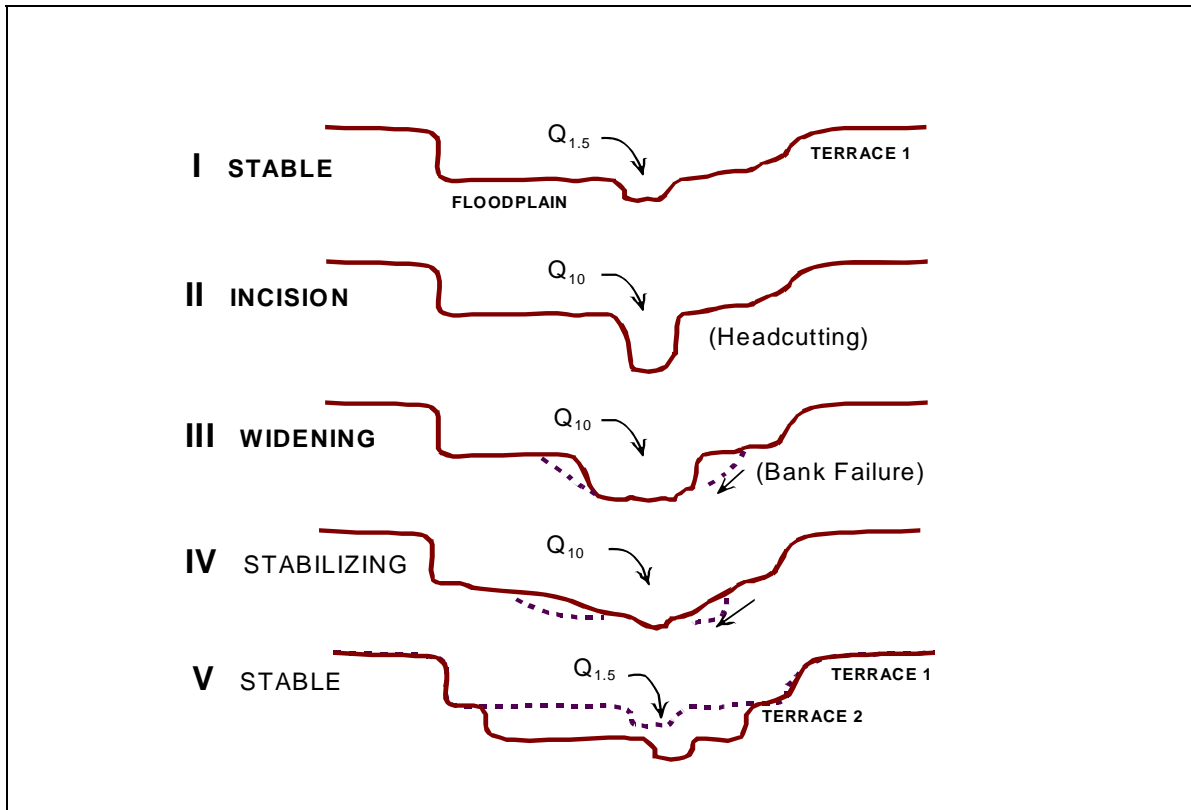 Q1.5
I STABLE
TERRACE 1
FLOODPLAIN
Q10
II INCISION
(Headcutting)
Q10
III WIDENING
(Bank Failure)
Q10
IV STABILIZING
Q1.5
V STABLE
TERRACE 1
TERRACE 2